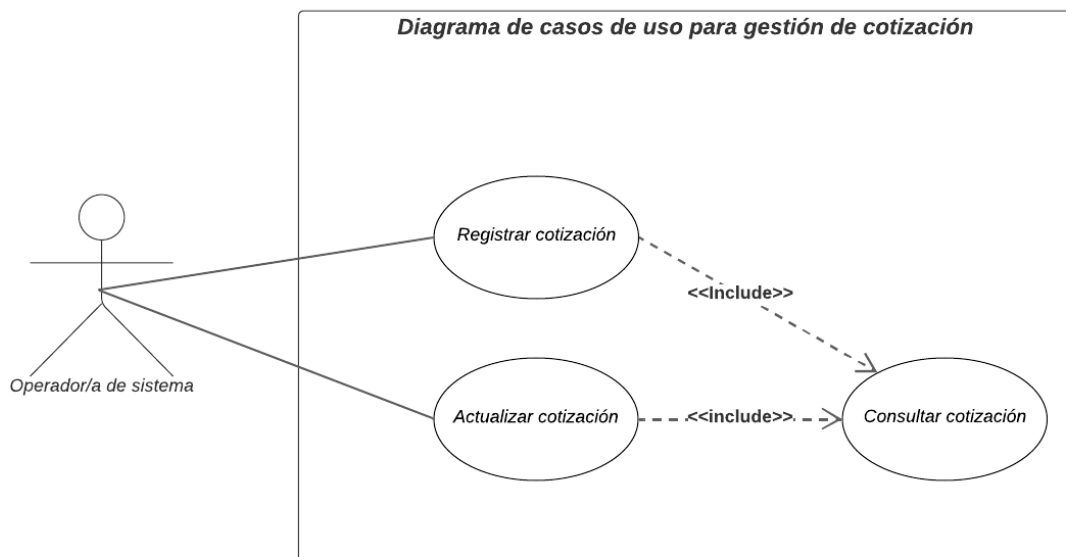 Diagrama de casos de uso para gestión de cotización
Registrar cotización
<<Include>>
Operador/a de sistema
Actualizar cotización
<<include>>
Consultar cotización